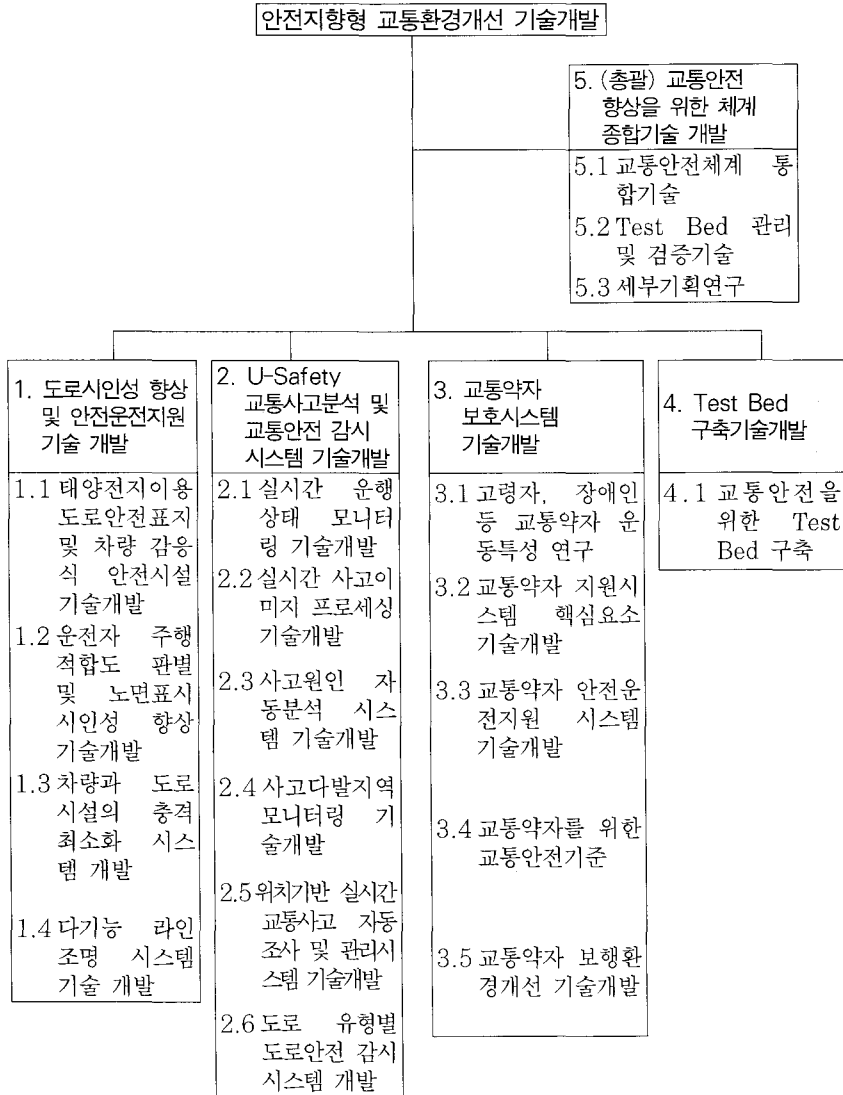 안전지향형 교통환경개선 기술개발
5. (총괄) 교통안전
향상을 위한 체계
종합기술 개발
5.1 교통안전체계 통
합기술
5.2 Test Bed 관리
및 검증기술
5.3 세부기획연구
1. 도로시인성 향상
및 안전운전지원
기술 개발
1.1 태양전지이용
도로안전표지
및 차량 감응
식 안전시설
기술개발
1.2 운전자 주행
적합도 판별
및 노면표시
시인성 향상
기술개발
1.3 차량과 도로
시설의 충격
최소화 시스
템 개발
1.4 다기능 라인
조명 시스템
기술 개발
2. U-Safety
교통사고분석 및
교통안전 감시
시스템 기술개발
2.1 실시간 운행
상태 모니터
링 기술개발
2.2 실시간 사고이
미지 프로세싱
기술개발
2.3 사고원인 자
동분석 시스
템 기술개발
2.4 사고다발지역
모니터링 기
술개발
2.5 위치기반 실시간
교통사고 자동
조사 및 관리시
스템 기술개발
2.6 도로 유형별
도로안전 감시
시스템 개발
3. 교통약자
보호시스템
기술개발
3.1 고령자, 장애인
등 교통약자 운
동특성 연구
3.2 교통약자 지원시
스템 핵심요소
기술개발
3.3 교통약자 안전운
전지원 시스템
기술개발
3.4 교통약자를 위한
교통안전기준
3.5 교통약자 보행환
경개선 기술개발
4. Test Bed
구축기술개발
4.1 교통안전을
위한 Test
Bed 구축